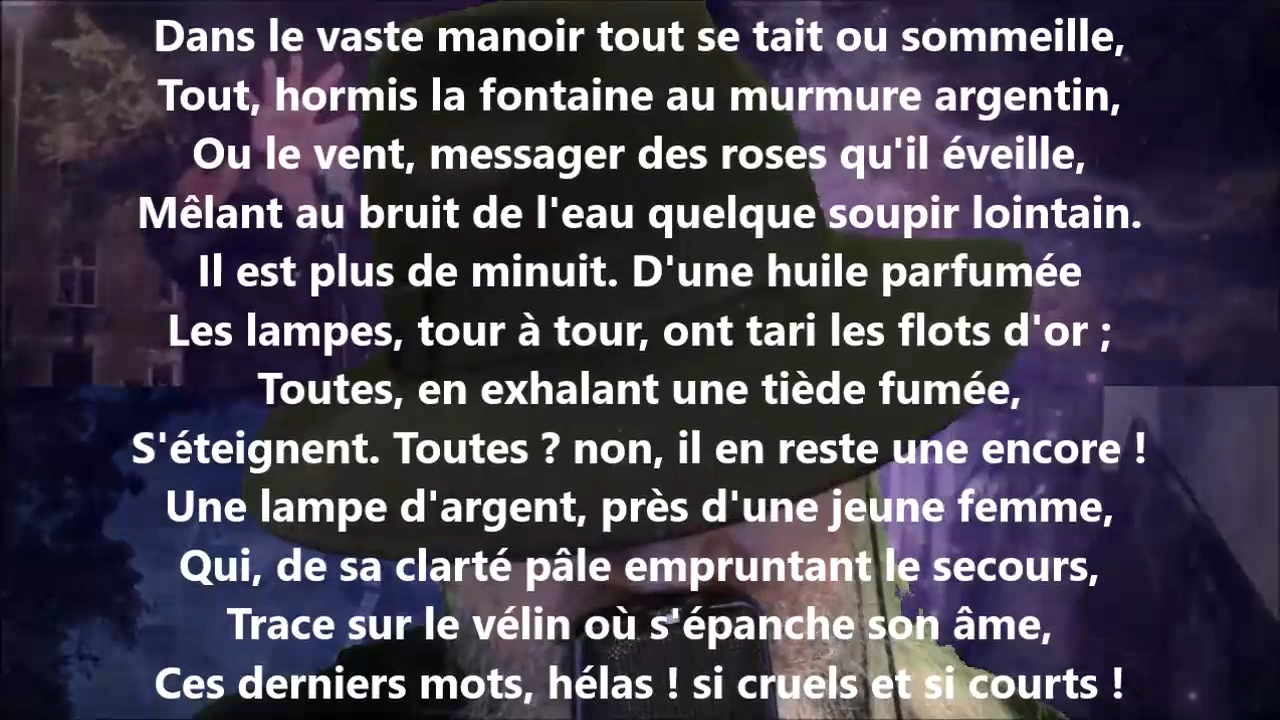 Dans le vaste manoir tout se tait ou sommeille,
Tout, hormis la fontaine au murmure argentin,
Ou le vent, messager des roses qu'il éveille,
Mêlant au bruit de l'eau quelque soupir lointain.
Il est plus de minuit. D'une huile parfumée
Les lampes, tour à tour, ont tari les flots d'or ;
Toutes, en exhalant une tiède fumée,
S'éteignent. Toutes ? non, il en reste une encore !
Une lampe d'argent, près d'une jeune femme,
Qui, de sa clarté pâle empruntant le secours,
Trace sur le vélin où s'épanche son âme,
Ces derniers mots, hélas ! si cruels et si courts !